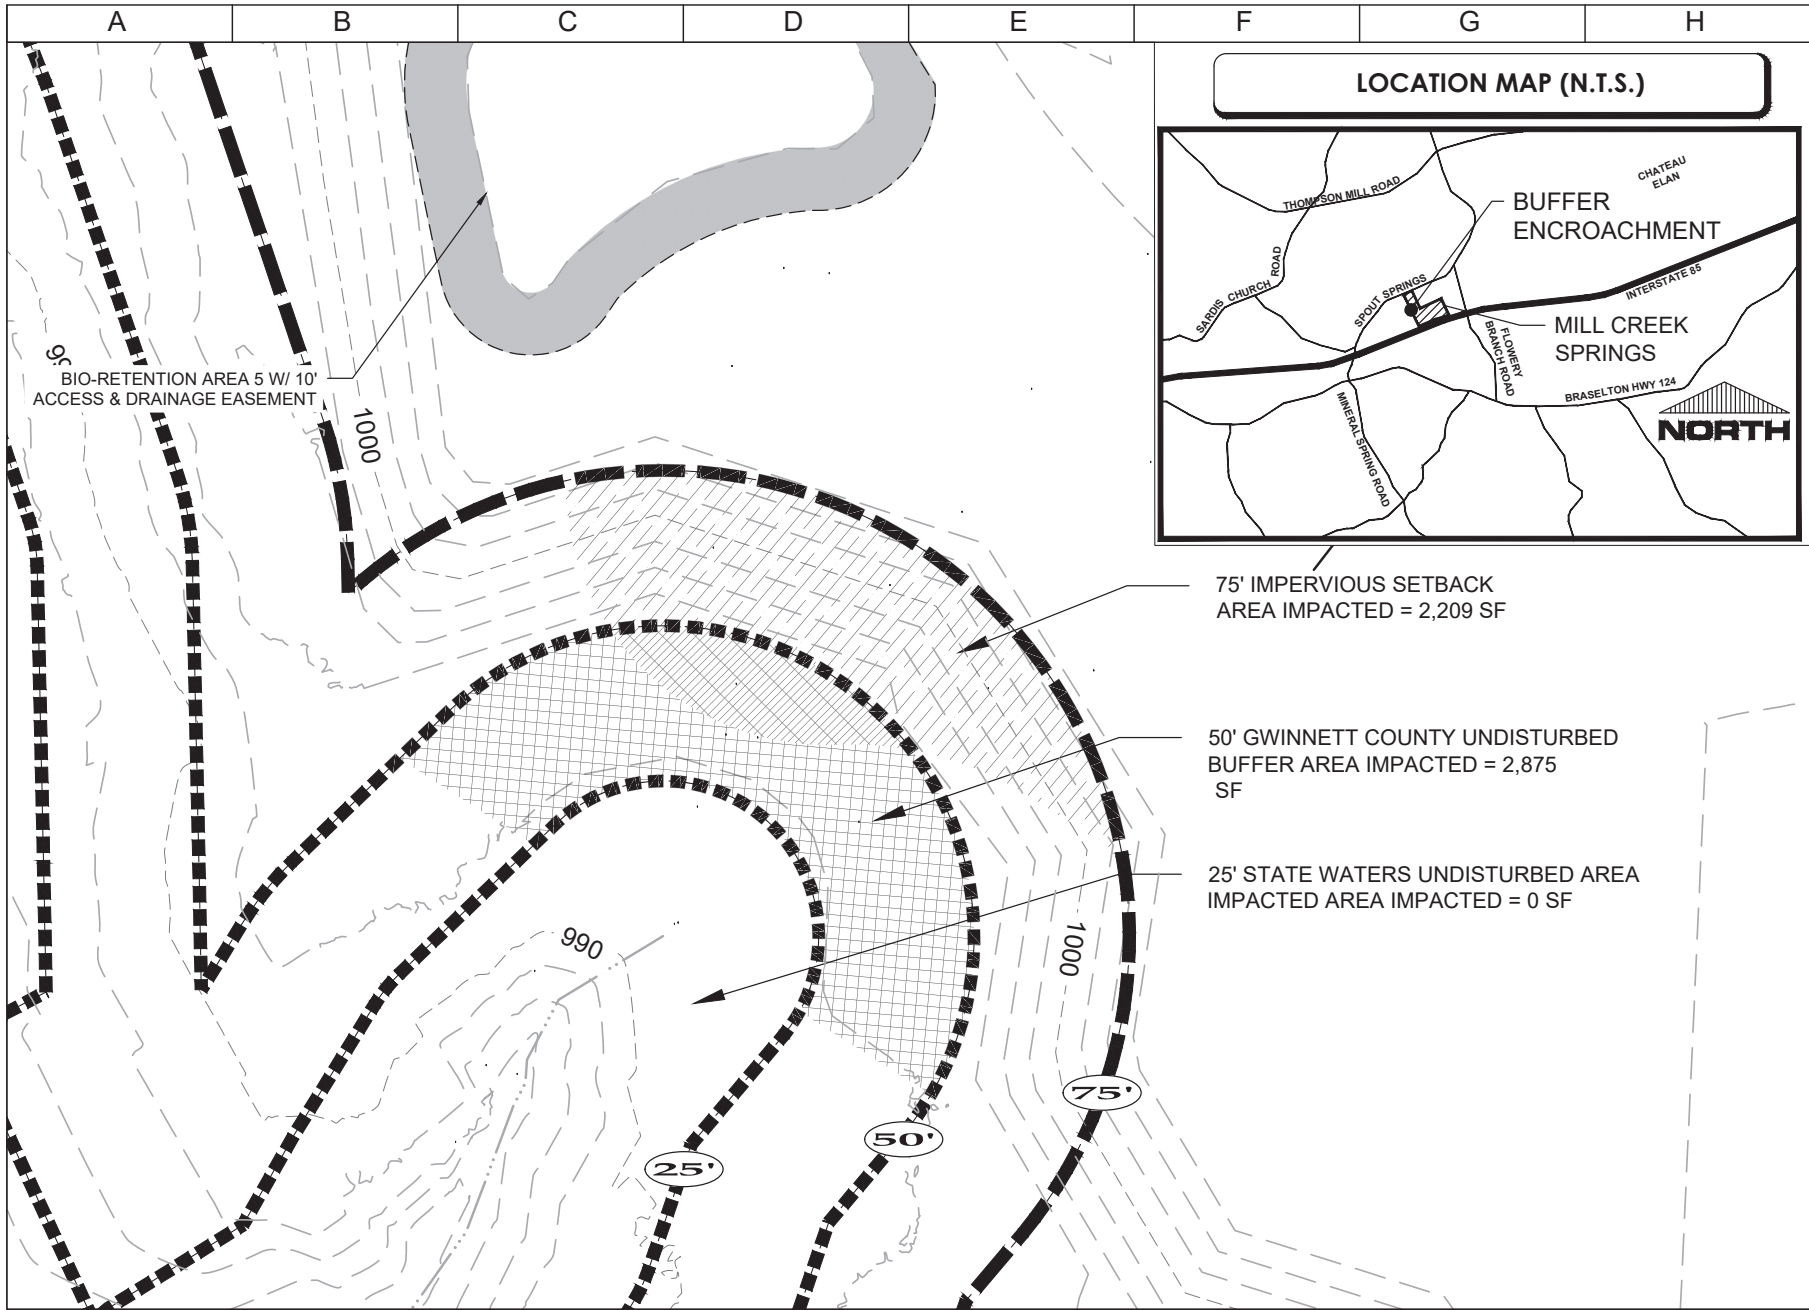 A B C D E F G H
LOCATION MAP (N.T.S.)
CHATEAU
ELAN
THOMPSON MILL ROAD
BUFFER
ENCROACHMENT
SARDIS CHURCH ROAD
SPOUT SPRINGS
INTERSTATE 85
MILL CREEK
SPRINGS
FLOWERY
BRANCH ROAD
BRASELTON HWY 124
MINERAL SPRING ROAD
NORTH
BIO-RETENTION AREA 5 W/ 10'
ACCESS & DRAINAGE EASEMENT
1000
75' IMPERVIOUS SETBACK
AREA IMPACTED = 2,209 SF
50' GWINNETT COUNTY UNDISTURBED
BUFFER AREA IMPACTED = 2,875
SF
25' STATE WATERS UNDISTURBED AREA
IMPACTED AREA IMPACTED = 0 SF
990
1000
75'
50'
25'